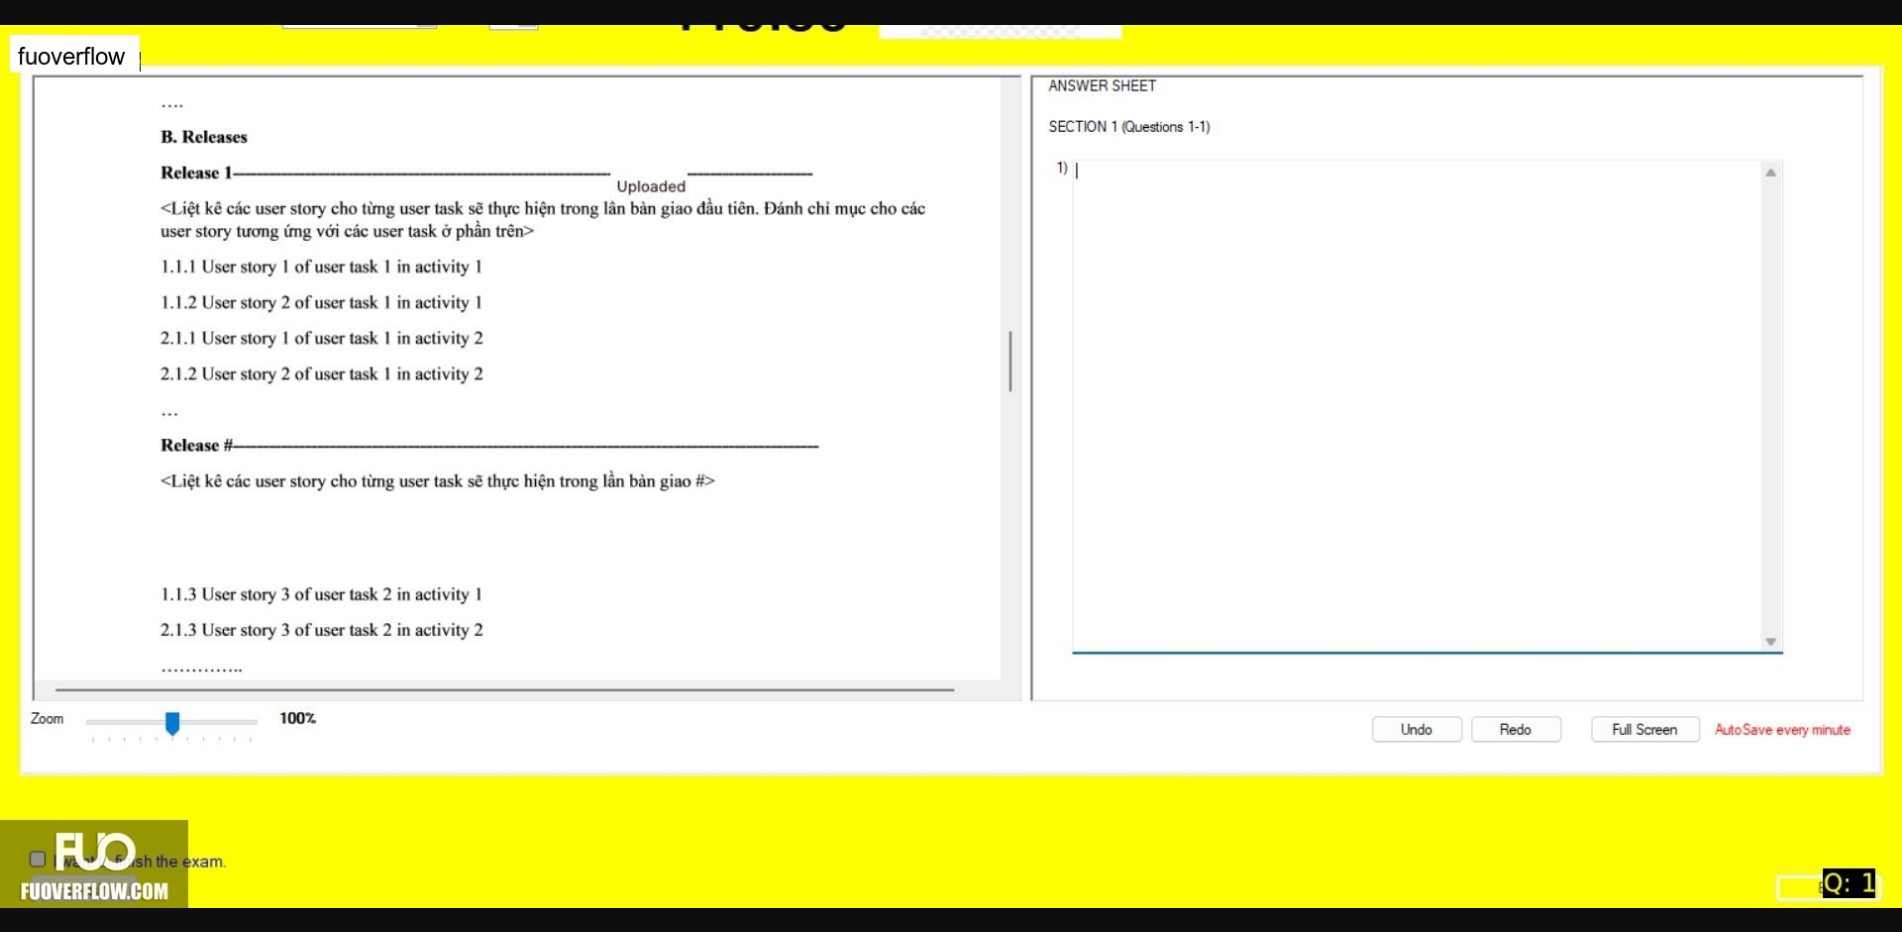 fuoverflow
....
B. Releases
Release 1
Uploaded
<Liệt kê các user story cho từng user task sẽ thực hiện trong lân bàn giao đầu tiên. Đánh chỉ mục cho các
user story tương ứng với các user task ở phần trên>
1.1.1 User story 1 of user task 1 in activity 1
1.1.2 User story 2 of user task 1 in activity 1
2.1.1 User story 1 of user task 1 in activity 2
2.1.2 User story 2 of user task 1 in activity 2
...
Release #
<Liệt kê các user story cho từng user task sẽ thực hiện trong lần bàn giao #>
1.1.3 User story 3 of user task 2 in activity 1
2.1.3 User story 3 of user task 2 in activity 2
..............
ANSWER SHEET
SECTION 1 (Questions 1-1)
1)
Zoom
100%
Undo
Redo
Full Screen
AutoSave every minute
FUO
the exam.
FUOVERFLOW.COM
Q: 1